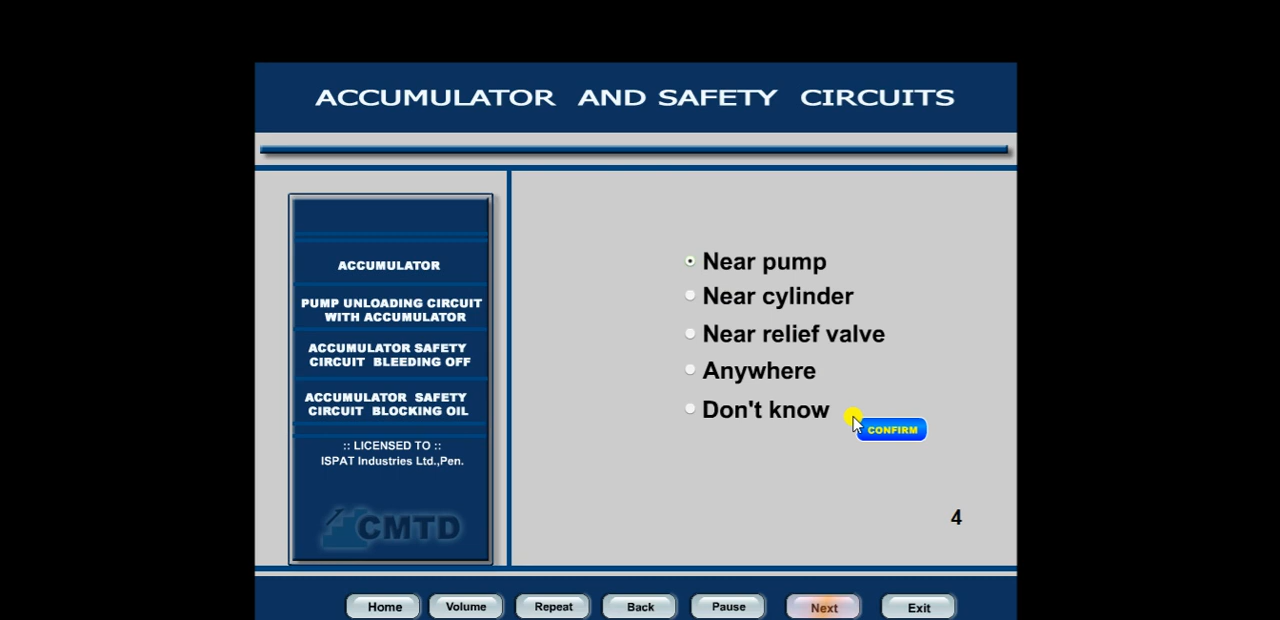 ACCUMULATOR AND SAFETY CIRCUITS
ACCUMULATOR
PUMP UNLOADING CIRCUIT
WITH ACCUMULATOR
ACCUMULATOR SAFETY
CIRCUIT BLEEDING OFF
ACCUMULATOR SAFETY
CIRCUIT BLOCKING OIL
:: LICENSED TO ::
ISPAT Industries Ltd.,Pen.
CMTD
Near pump
Near cylinder
Near relief valve
Anywhere
Don't know
CONFIRM
4
Home
Volume
Repeat
Back
Pause
Next
Exit